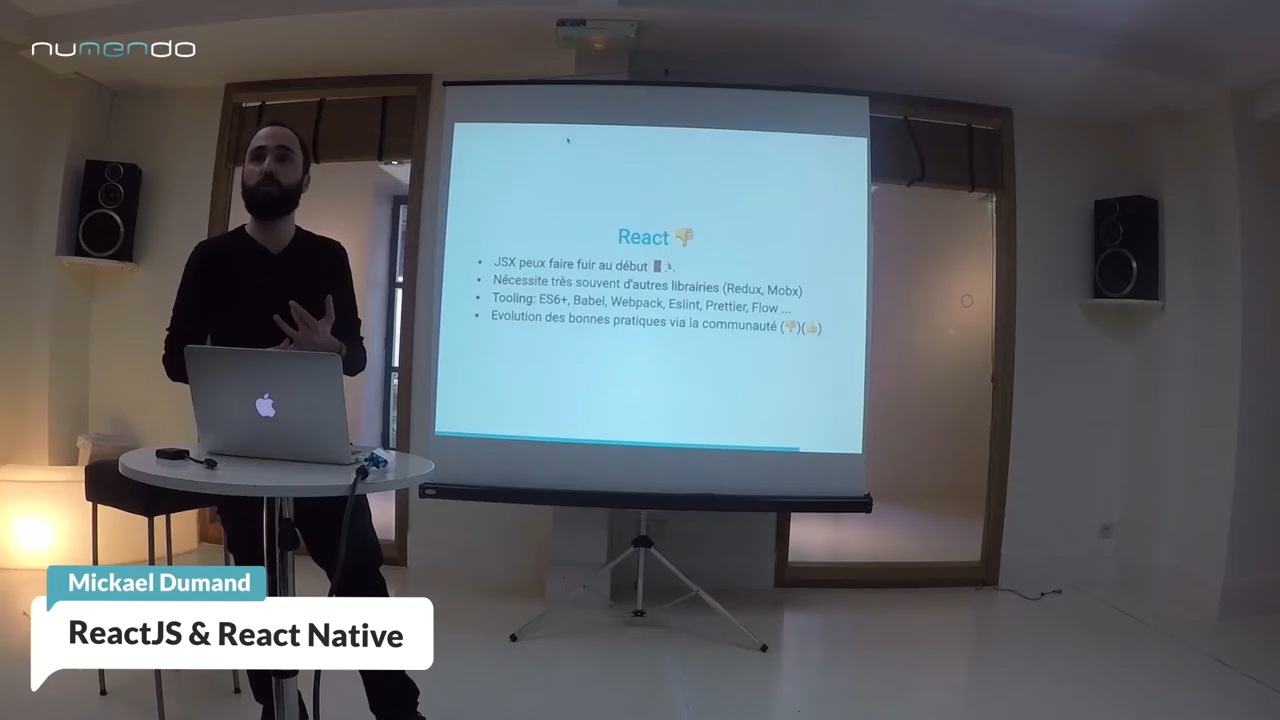 numendo
React 👎
• JSX peux faire fuir au début 🚪🏃
• Nécessite très souvent d'autres librairies (Redux, Mobx)
• Tooling: ES6+, Babel, Webpack, Eslint, Prettier, Flow ...
• Evolution des bonnes pratiques via la communauté (👎)(👍)
Mickael Dumand
ReactJS & React Native